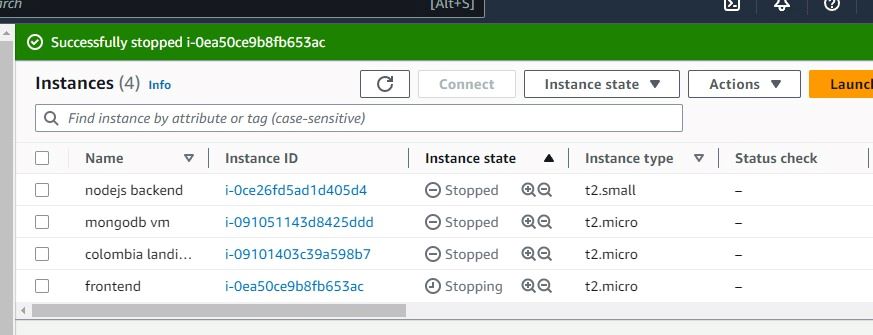 [Alt+S]
Successfully stopped i-0ea50ce9b8fb653ac
Instances (4) Info
Connect
Instance state
Actions
Find instance by attribute or tag (case-sensitive)
Name Instance ID Instance state Instance type Status check
nodejs backend i-0ce26fd5ad1d405d4 Stopped t2.small –
mongodb vm i-091051143d8425ddd Stopped t2.micro –
colombia landi... i-09101403c39a598b7 Stopped t2.micro –
frontend i-0ea50ce9b8fb653ac Stopping t2.micro –